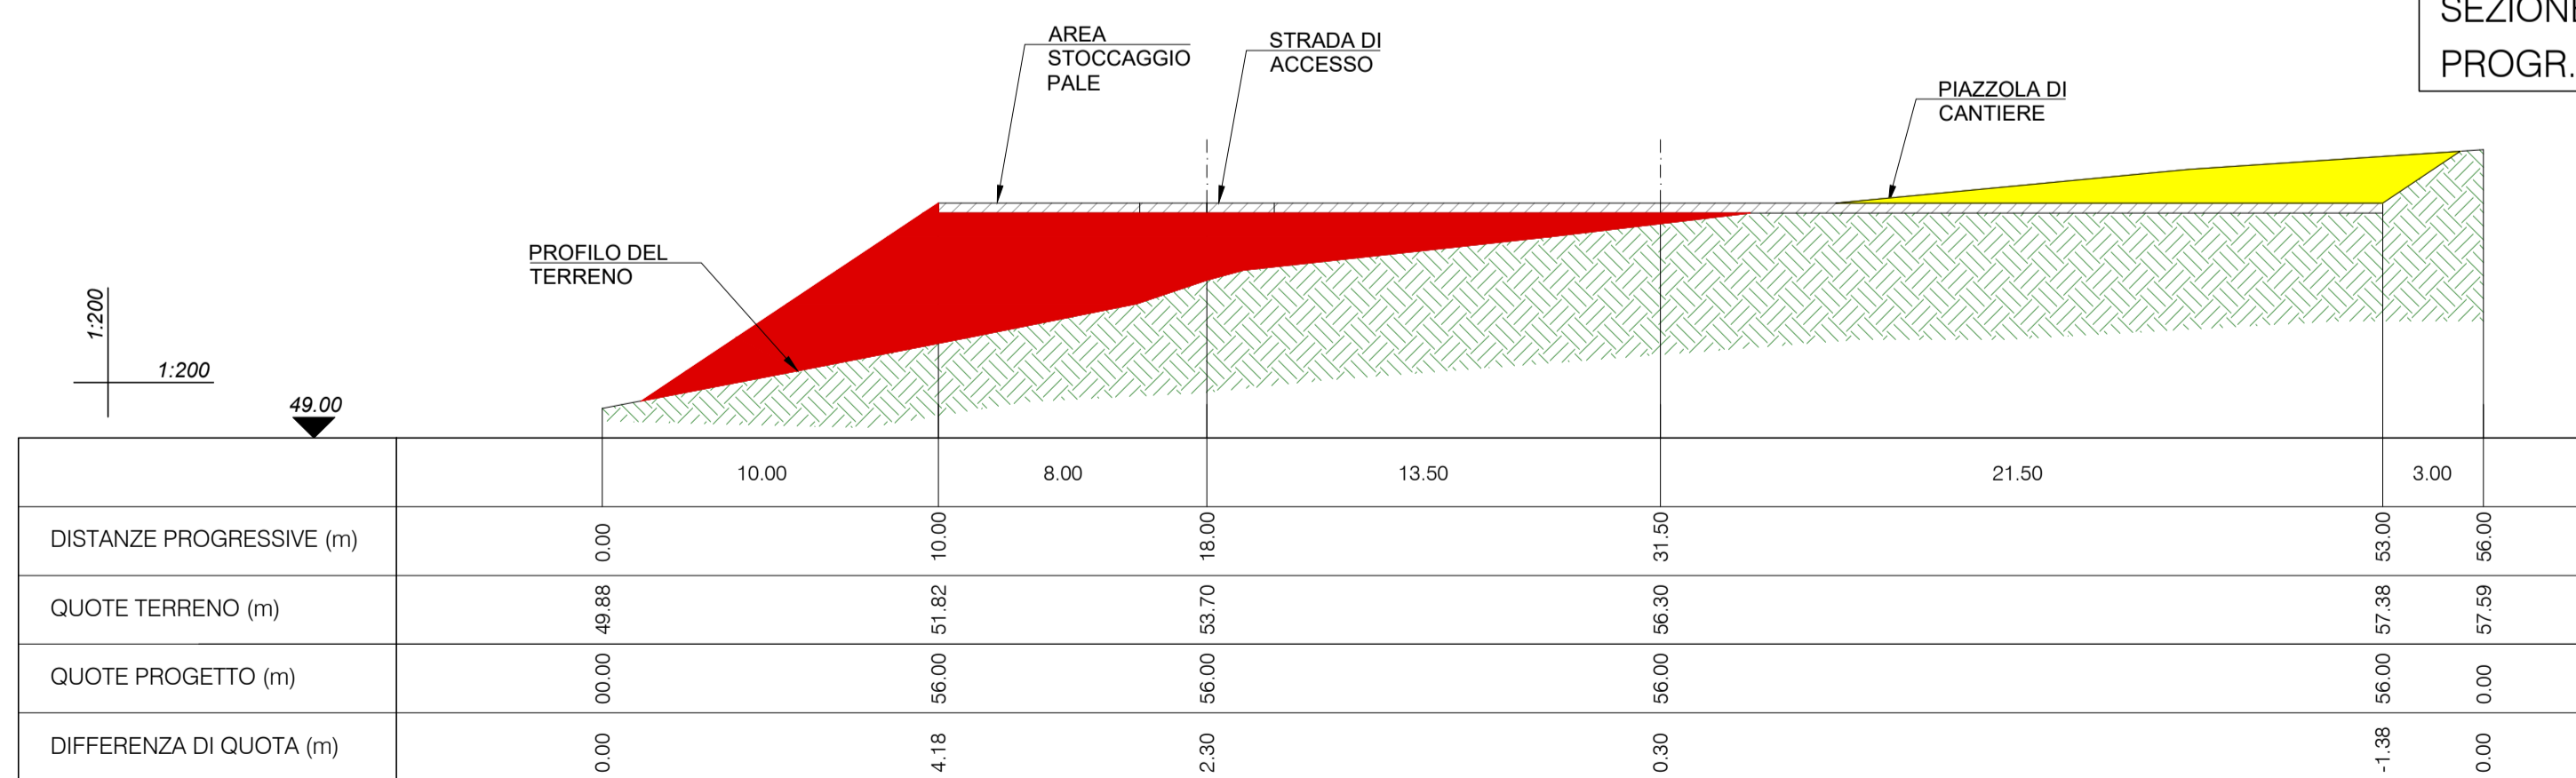 SEZIONE
PROGR.
AREA
STOCCAGGIO
PALE
STRADA DI
ACCESSO
PIAZZOLA DI
CANTIERE
PROFILO DEL
TERRENO
1:200
1:200
49.00
10.00 8.00 13.50 21.50 3.00
DISTANZE PROGRESSIVE (m) 0.00 10.00 18.00 31.50 53.00 56.00
QUOTE TERRENO (m) 49.88 51.82 53.70 56.30 57.38 57.59
QUOTE PROGETTO (m) 00.00 56.00 56.00 56.00 56.00 0.00
DIFFERENZA DI QUOTA (m) 0.00 4.18 2.30 0.30 -1.38 0.00